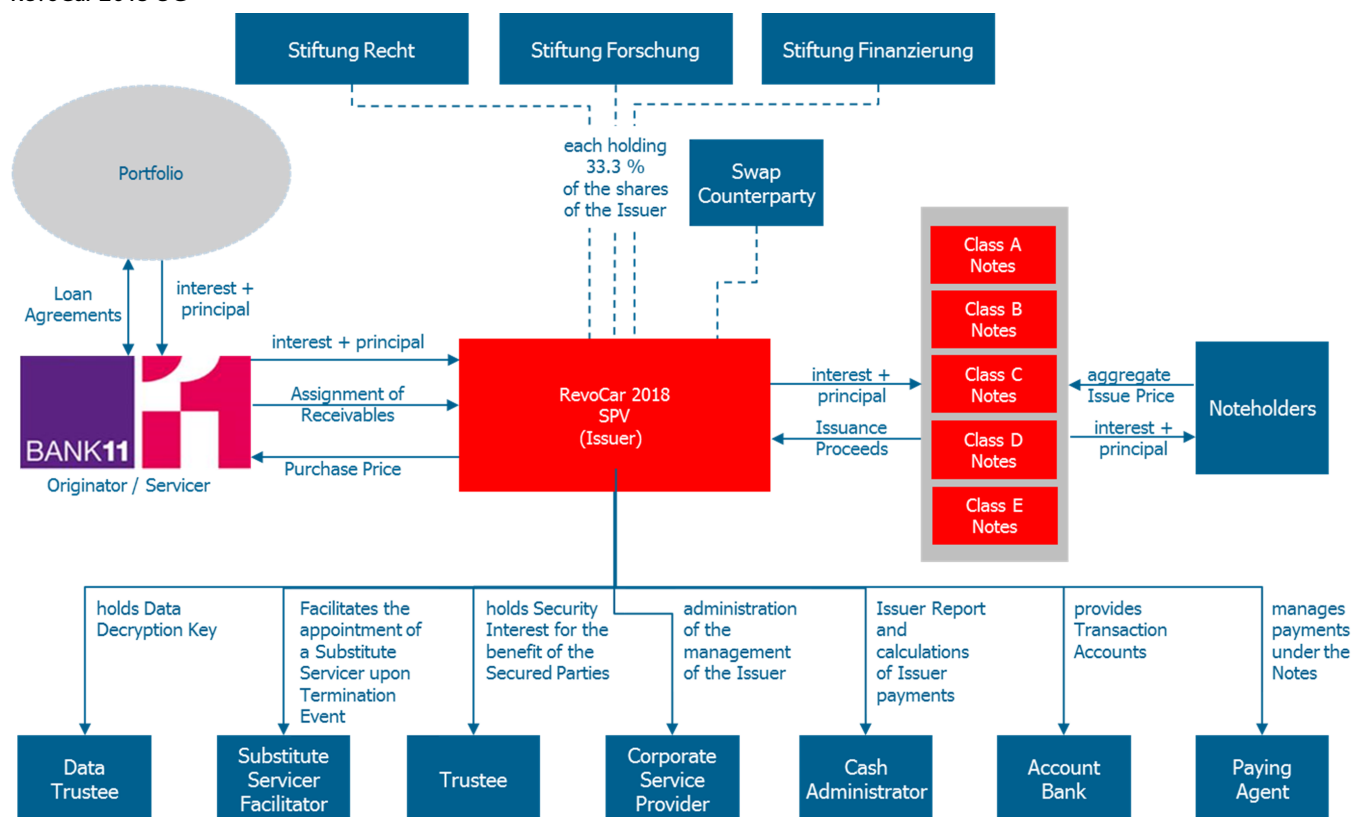 Stiftung Recht
Stiftung Forschung
Stiftung Finanzierung
each holding
33.3 %
of the shares
of the Issuer
Swap
Counterparty
Portfolio
Loan
Agreements
interest +
principal
BANK11
Originator / Servicer
interest + principal
Assignment of
Receivables
Purchase Price
RevoCar 2018
SPV
(Issuer)
interest +
principal
Issuance
Proceeds
Class A
Notes
Class B
Notes
Class C
Notes
Class D
Notes
Class E
Notes
aggregate
Issue Price
interest +
principal
Noteholders
holds Data
Decryption Key
Facilitates the
appointment of
a Substitute
Servicer upon
Termination
Event
holds Security
Interest for the
benefit of the
Secured Parties
administration
of the
management
of the Issuer
Issuer Report
and
calculations
of Issuer
payments
provides
Transaction
Accounts
manages
payments
under the
Notes
Data
Trustee
Substitute
Servicer
Facilitator
Trustee
Corporate
Service
Provider
Cash
Administrator
Account
Bank
Paying
Agent